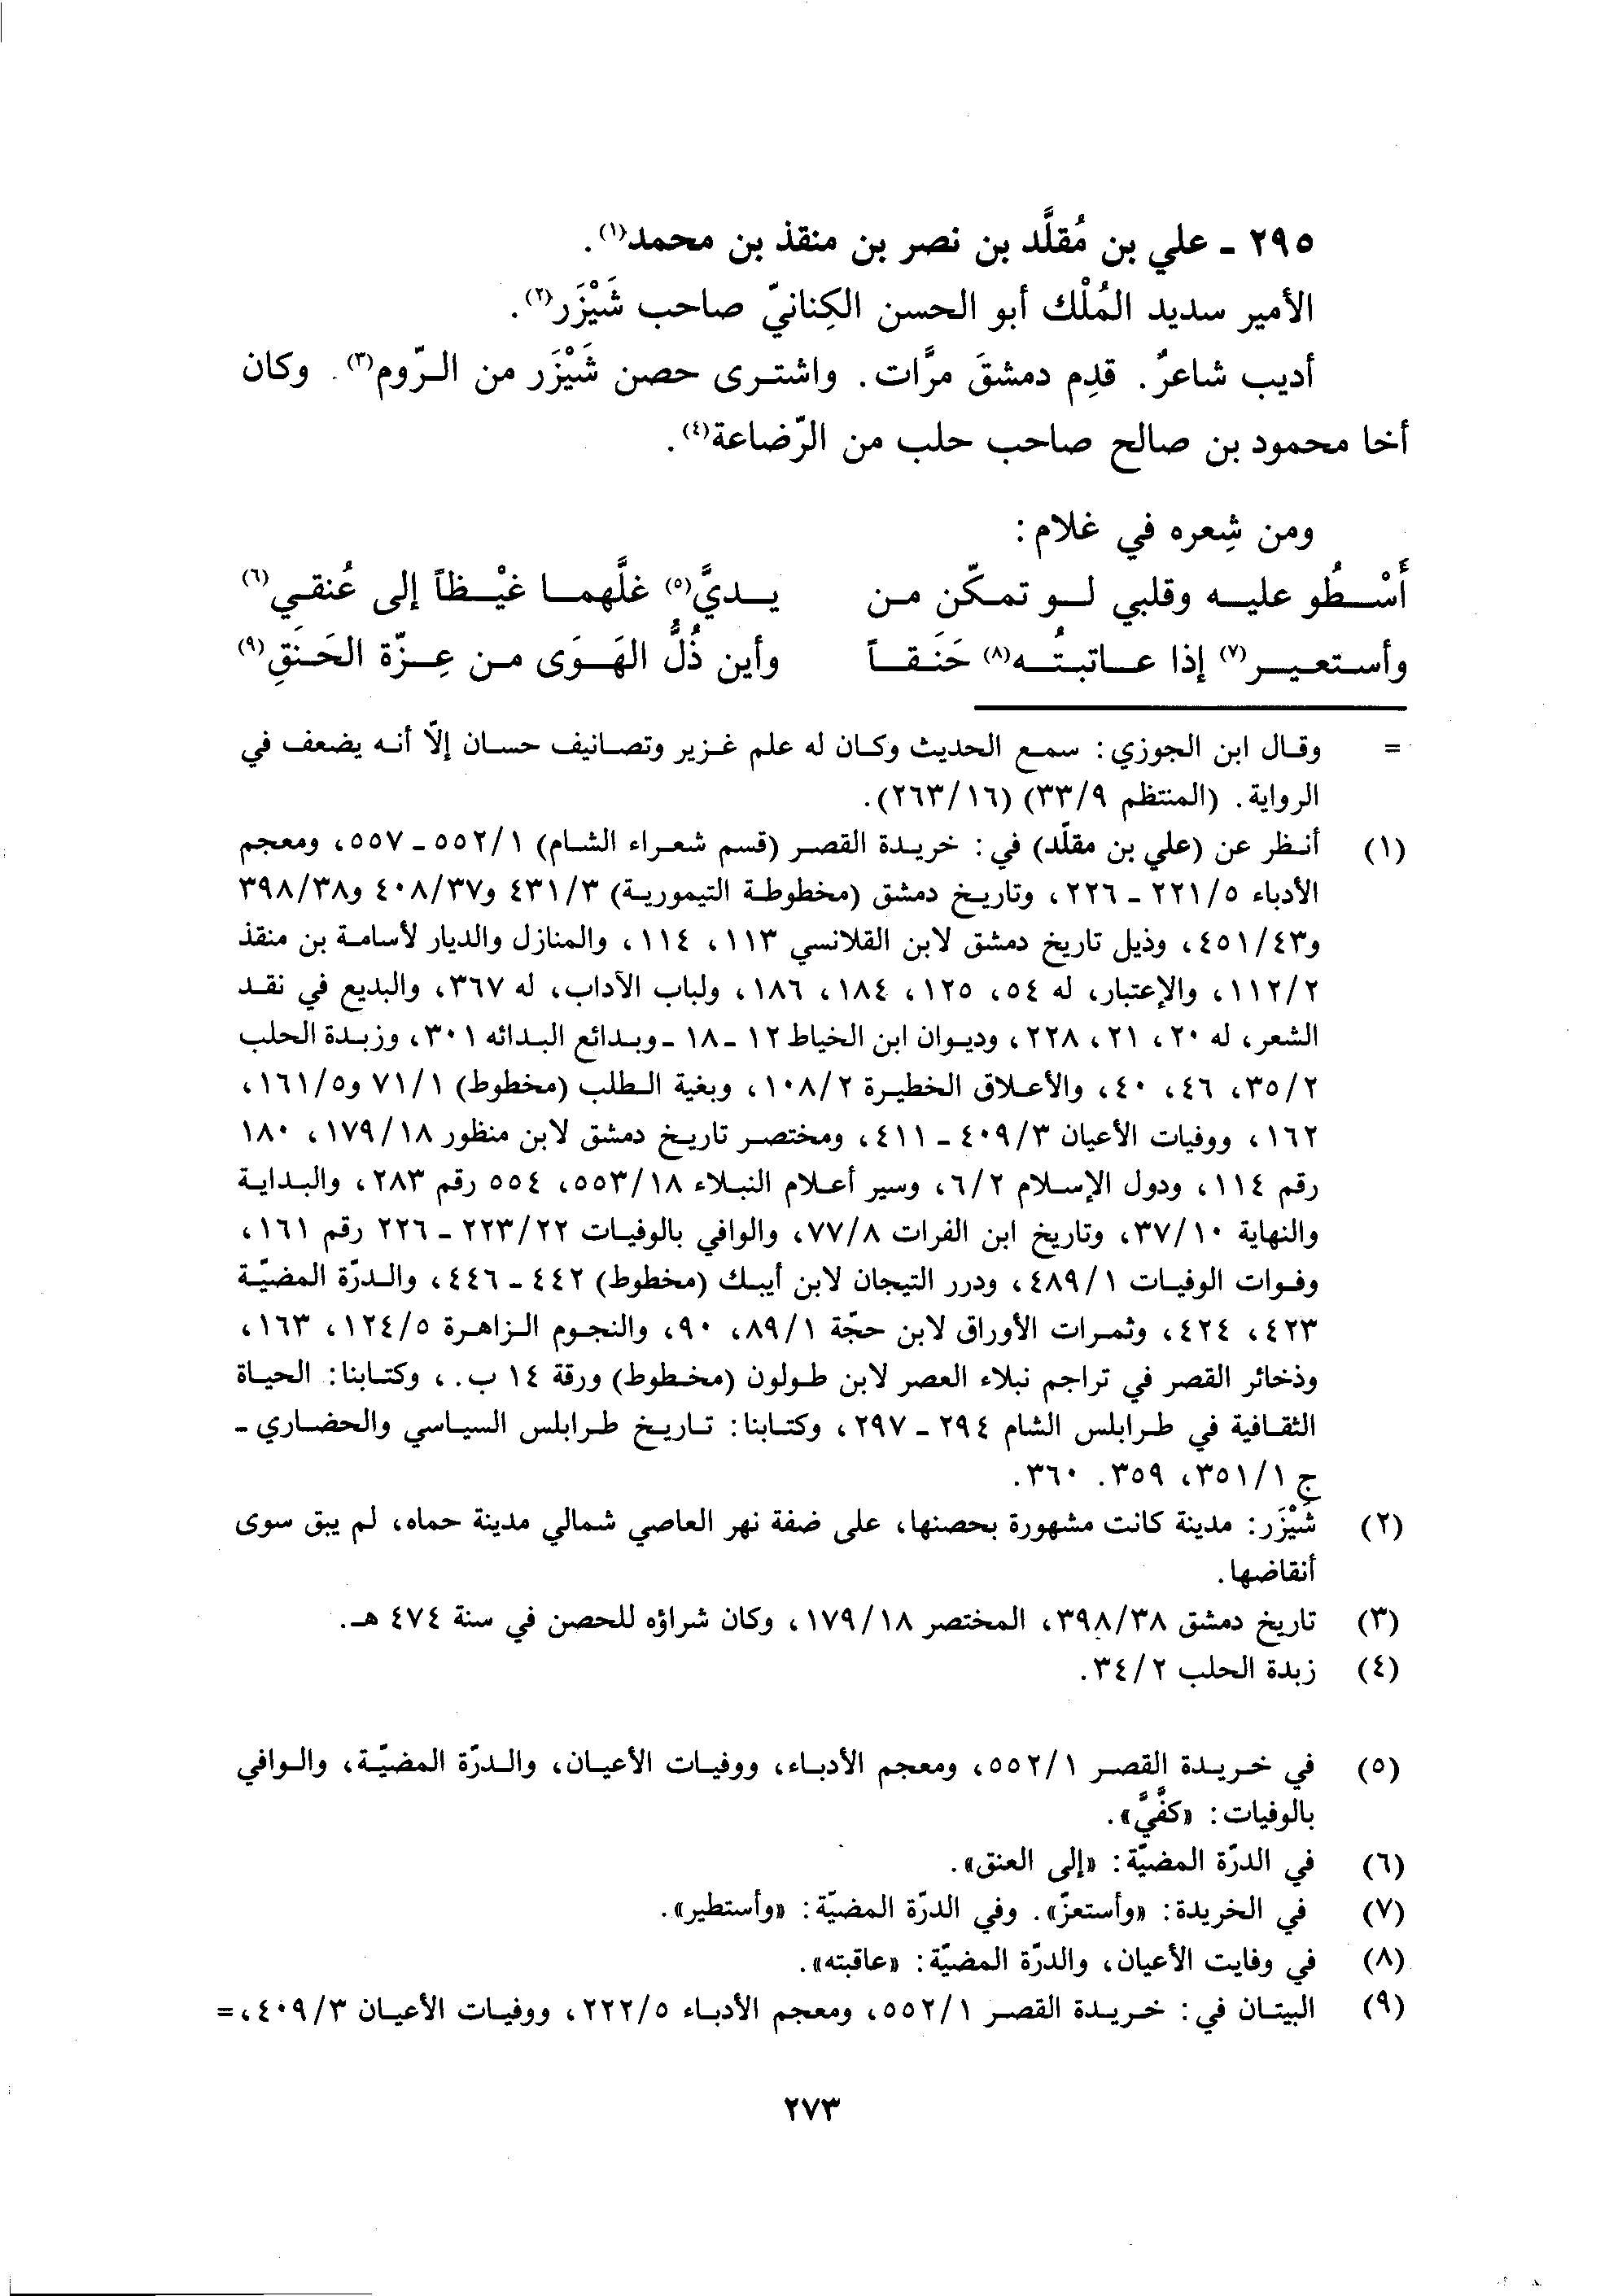 ٢٩٥ ـ علي بن مُقلَّد بن نصر بن منقذ بن محمد(١).
الأمير سديد المُلْك أبو الحسن الكِنانيّ صاحب شَيْزَر(٢).
أديب شاعرٌ. قدِم دمشقَ مرَّات. واشترى حصن شَيْزَر من الرّوم(٣). وكان
أخا محمود بن صالح صاحب حلب من الرّضاعة(٤).
ومن شِعره في غلام:
أَسْطُو عليه وقلبي لو تمكّن من يديَّ(٥) غلَّهما غيْظاً إلى عُنقي(٦)
وأستعير(٧) إذا عاتبتُه(٨) حَنَقاً وأين ذُلُّ الهَوَى من عِزّة الحَنَقِ(٩)
= وقال ابن الجوزي: سمع الحديث وكان له علم غزير وتصانيف حسان إلّا أنه يضعف في
الرواية. (المنتظم ٣٣/٩) (٢٦٣/١٦).
(١) أنظر عن (علي بن مقلّد) في: خريدة القصر (قسم شعراء الشام) ٥٥٢/١ ـ ٥٥٧، ومعجم
الأدباء ٢٢١/٥ ـ ٢٢٦، وتاريخ دمشق (مخطوطة التيمورية) ٤٣١/٣ و٤٠٨/٣٧ و٣٩٨/٣٨
و٤٥١/٤٣، وذيل تاريخ دمشق لابن القلانسي ١١٣، ١١٤، والمنازل والديار لأسامة بن منقذ
١١٢/٢، والإعتبار، له ٥٤، ١٢٥، ١٨٤، ١٨٦، ولباب الآداب، له ٣٦٧، والبديع في نقد
الشعر، له ٢٠، ٢١، ٢٢٨، وديوان ابن الخياط ١٢ ـ١٨ ـ وبدائع البدائه ٣٠١، وزبدة الحلب
٣٥/٢، ٤٦، ٤٠، والأعلاق الخطيرة ١٠٨/٢، وبغية الطلب (مخطوط) ٧١/١ و١٦١/٥،
١٦٢، ووفيات الأعيان ٤٠٩/٣ ـ ٤١١، ومختصر تاريخ دمشق لابن منظور ١٧٩/١٨، ١٨٠
رقم ١١٤، ودول الإسلام ٦/٢، وسير أعلام النبلاء ٥٥٣/١٨، ٥٥٤ رقم ٢٨٣، والبداية
والنهاية ٣٧/١٠، وتاريخ ابن الفرات ٧٧/٨، والوافي بالوفيات ٢٢٣/٢٢ ـ ٢٢٦ رقم ١٦١،
وفوات الوفيات ٤٨٩/١، ودرر التيجان لابن أيبك (مخطوط) ٤٤٢ ـ ٤٤٦، والدرّة المضيّة
٤٢٣، ٤٢٤، وثمرات الأوراق لابن حجّة ٨٩/١، ٩٠، والنجوم الزاهرة ١٢٤/٥، ١٦٣،
وذخائر القصر في تراجم نبلاء العصر لابن طولون (مخطوط) ورقة ١٤ ب.، وكتابنا: الحياة
الثقافية في طرابلس الشام ٢٩٤ ـ ٢٩٧، وكتابنا: تاريخ طرابلس السياسي والحضاري ـ
ج ٣٥١/١، ٣٥٩. ٣٦٠.
(٢) شَيْزَر: مدينة كانت مشهورة بحصنها، على ضفة نهر العاصي شمالي مدينة حماه، لم يبق سوى
أنقاضها.
(٣) تاريخ دمشق ٣٩٨/٣٨، المختصر ١٧٩/١٨، وكان شراؤه للحصن في سنة ٤٧٤ هـ.
(٤) زبدة الحلب ٣٤/٢.
(٥) في خريدة القصر ٥٥٢/١، ومعجم الأدباء، ووفيات الأعيان، والدرّة المضيّة، والوافي
بالوفيات: «كفَّيَّ».
(٦) في الدرّة المضيّة: «إلى العنق».
(٧) في الخريدة: «وأستعزّ». وفي الدرّة المضيّة: «وأستطير».
(٨) في وفايت الأعيان، والدرّة المضيّة: «عاقبته».
(٩) البيتان في: خريدة القصر ٥٥٢/١، ومعجم الأدباء ٢٢٢/٥، ووفيات الأعيان ٤٠٩/٣، =
٢٧٣